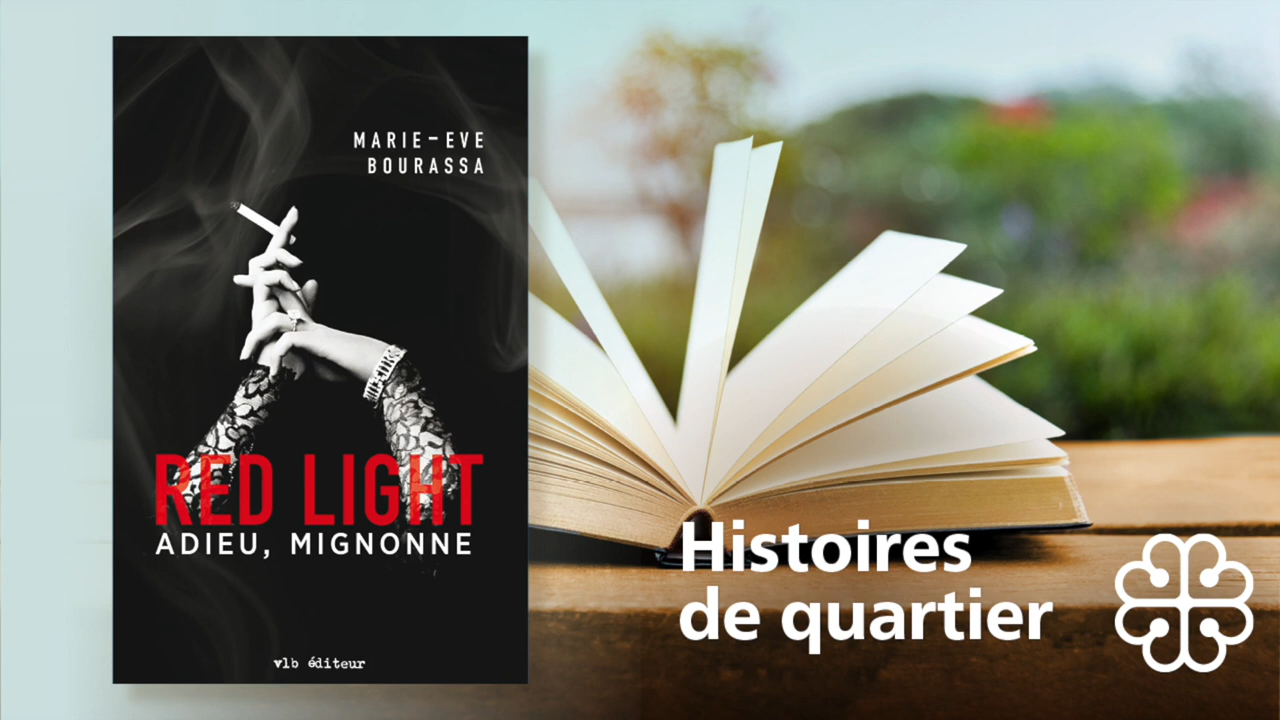 MARIE-EVE
BOURASSA
RED LIGHT
ADIEU, MIGNONNE
vlb éditeur
Histoires
de quartier